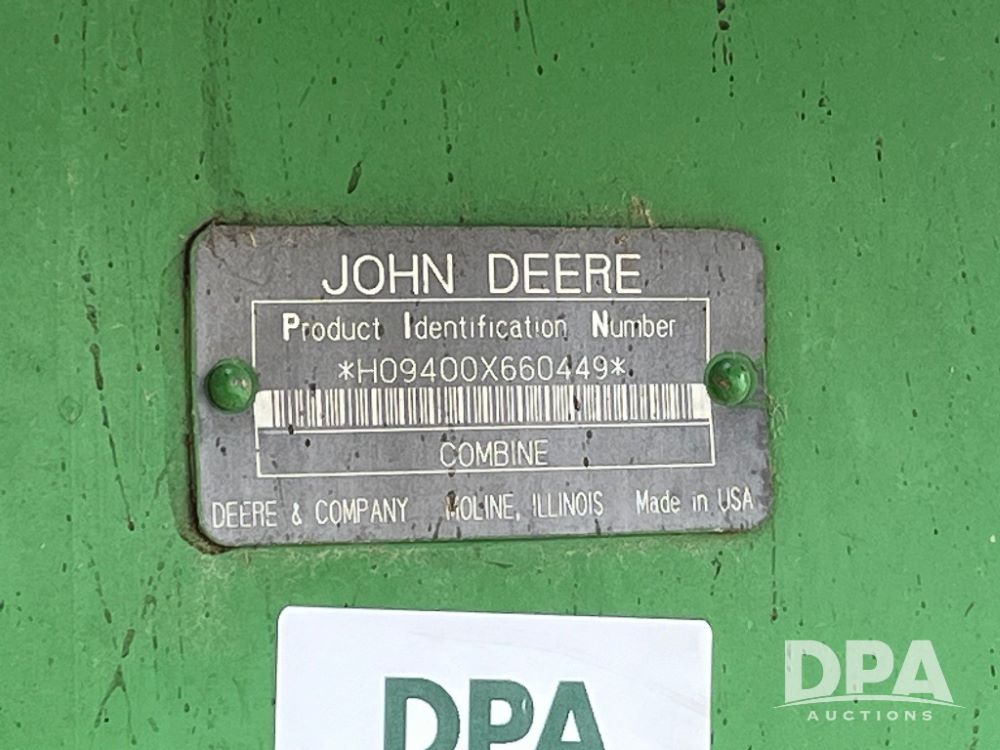 JOHN DEERE
Product Identification Number
*H09400X660449*
COMBINE
DEERE & COMPANY MOLINE, ILLINOIS Made in USA
DPA
DPA
AUCTIONS